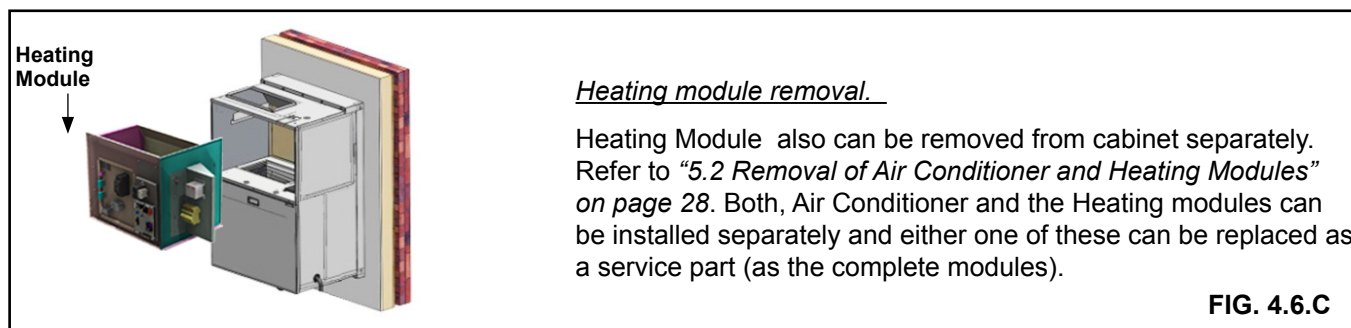 Heating
Module
Heating module removal.
Heating Module also can be removed from cabinet separately.
Refer to “5.2 Removal of Air Conditioner and Heating Modules”
on page 28. Both, Air Conditioner and the Heating modules can
be installed separately and either one of these can be replaced as
a service part (as the complete modules).
FIG. 4.6.C